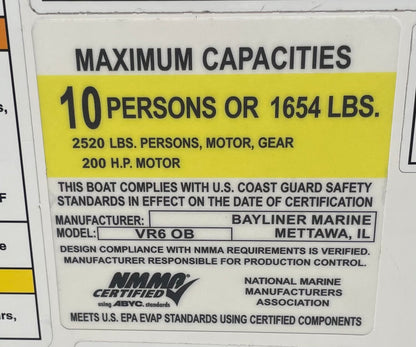 MAXIMUM CAPACITIES
10 PERSONS OR 1654 LBS.
2520 LBS. PERSONS, MOTOR, GEAR
200 H.P. MOTOR
THIS BOAT COMPLIES WITH U.S. COAST GUARD SAFETY
STANDARDS IN EFFECT ON THE DATE OF CERTIFICATION
MANUFACTURER: BAYLINER MARINE
MODEL: VR6 OB METTAWA, IL
DESIGN COMPLIANCE WITH NMMA REQUIREMENTS IS VERIFIED.
MANUFACTURER RESPONSIBLE FOR PRODUCTION CONTROL.
NMMA
CERTIFIED
using ABYC. standards
NATIONAL MARINE
MANUFACTURERS
ASSOCIATION
MEETS U.S. EPA EVAP STANDARDS USING CERTIFIED COMPONENTS